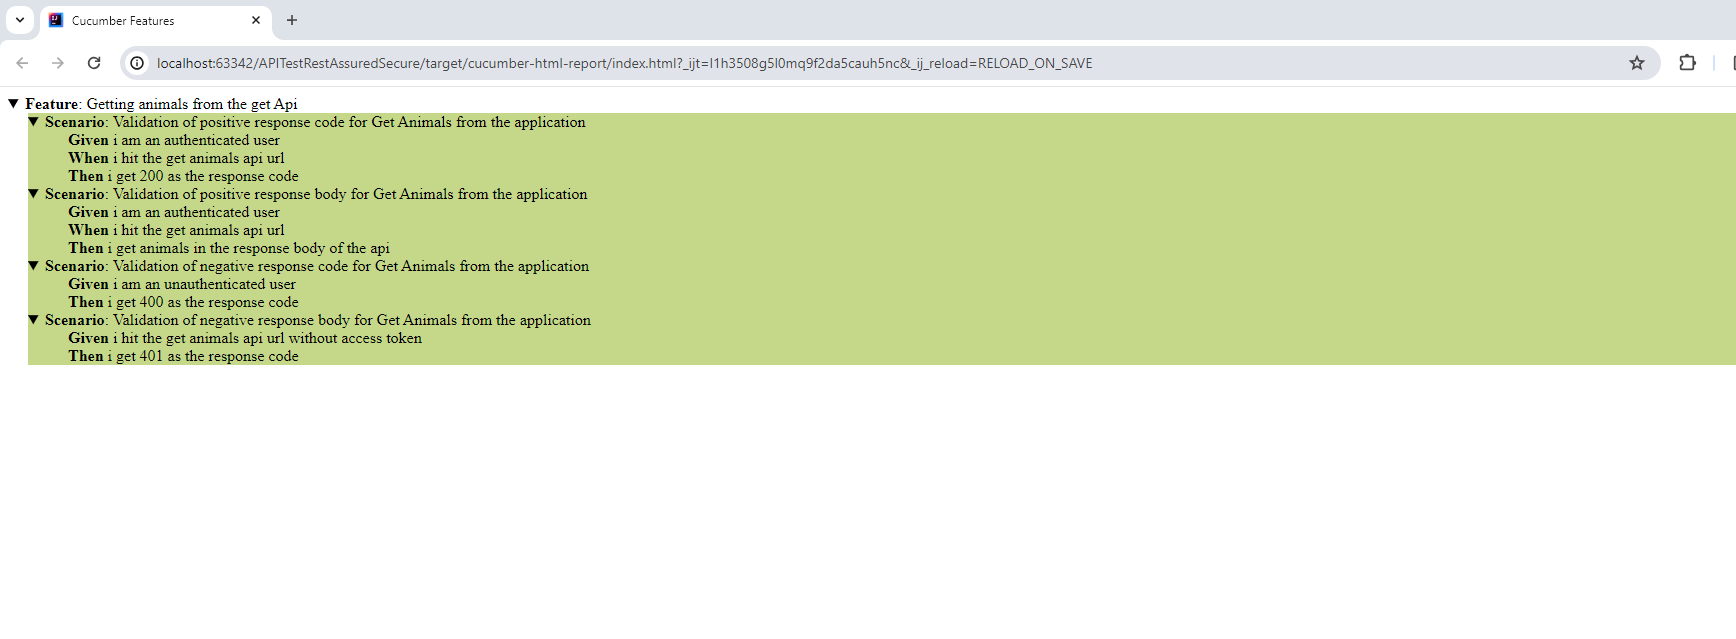 Cucumber Features
localhost:63342/APITestRestAssuredSecure/target/cucumber-html-report/index.html?_ijt=l1h3508g5l0mq9f2da5cauh5nc&_ij_reload=RELOAD_ON_SAVE
Feature: Getting animals from the get Api
Scenario: Validation of positive response code for Get Animals from the application
Given i am an authenticated user
When i hit the get animals api url
Then i get 200 as the response code
Scenario: Validation of positive response body for Get Animals from the application
Given i am an authenticated user
When i hit the get animals api url
Then i get animals in the response body of the api
Scenario: Validation of negative response code for Get Animals from the application
Given i am an unauthenticated user
Then i get 400 as the response code
Scenario: Validation of negative response body for Get Animals from the application
Given i hit the get animals api url without access token
Then i get 401 as the response code